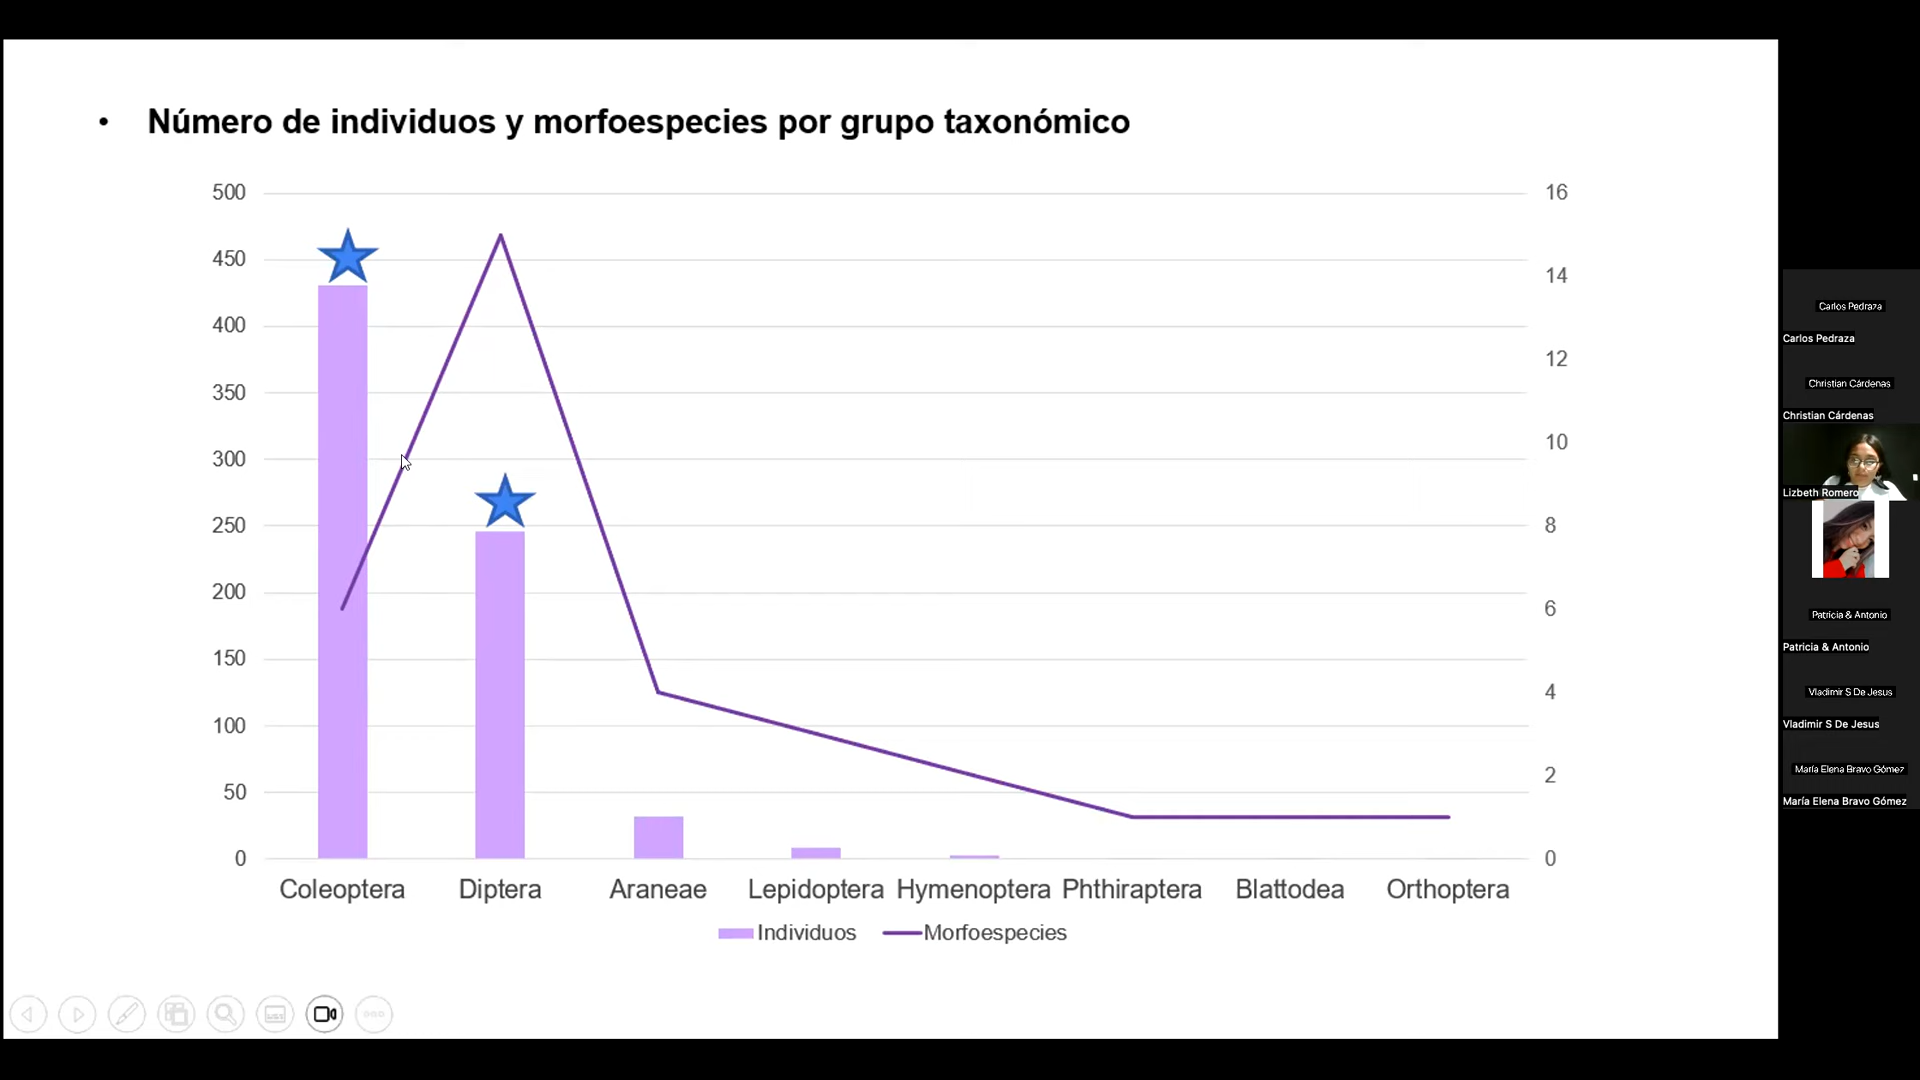 • Número de individuos y morfoespecies por grupo taxonómico
500
450
400
350
300
250
200
150
100
50
0
16
14
12
10
8
6
4
2
0
Coleoptera Diptera Araneae Lepidoptera Hymenoptera Phthiraptera Blattodea Orthoptera
Individuos Morfoespecies
Carlos Pedraza
Carlos Pedraza
Christian Cárdenas
Christian Cárdenas
Lizbeth Romero
Patricia & Antonio
Patricia & Antonio
Vladimir S De Jesus
Vladimir S De Jesus
María Elena Bravo Gómez
María Elena Bravo Gómez